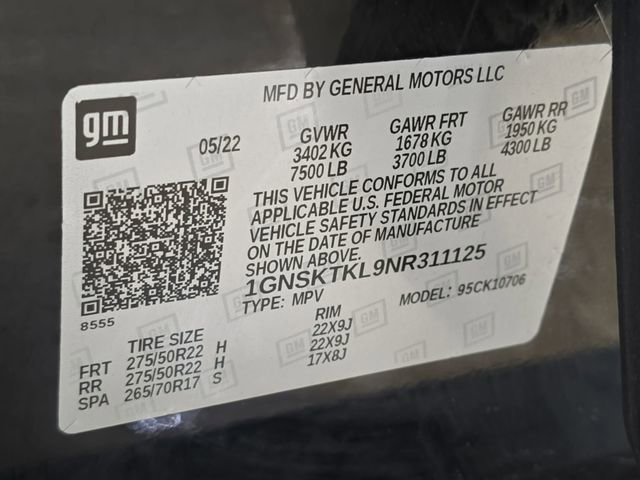 MFD BY GENERAL MOTORS LLC
gm
05/22 GVWR GAWR FRT GAWR RR
3402 KG 1678 KG 1950 KG
7500 LB 3700 LB 4300 LB
THIS VEHICLE CONFORMS TO ALL
APPLICABLE U.S. FEDERAL MOTOR
VEHICLE SAFETY STANDARDS IN EFFECT
ON THE DATE OF MANUFACTURE
SHOWN ABOVE.
1GNSKTKL9NR311125
TYPE: MPV MODEL: 95CK10706
8555
TIRE SIZE RIM
FRT 275/50R22 H 22X9J
RR 275/50R22 H 22X9J
SPA 265/70R17 S 17X8J